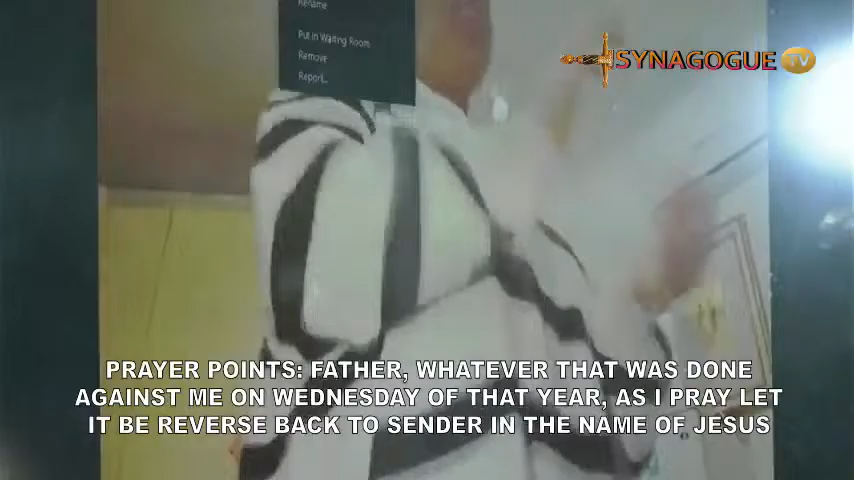 Rename
Put in Waiting Room
Remove
Report...
SYNAGOGUE TV
PRAYER POINTS: FATHER, WHATEVER THAT WAS DONE
AGAINST ME ON WEDNESDAY OF THAT YEAR, AS I PRAY LET
IT BE REVERSE BACK TO SENDER IN THE NAME OF JESUS